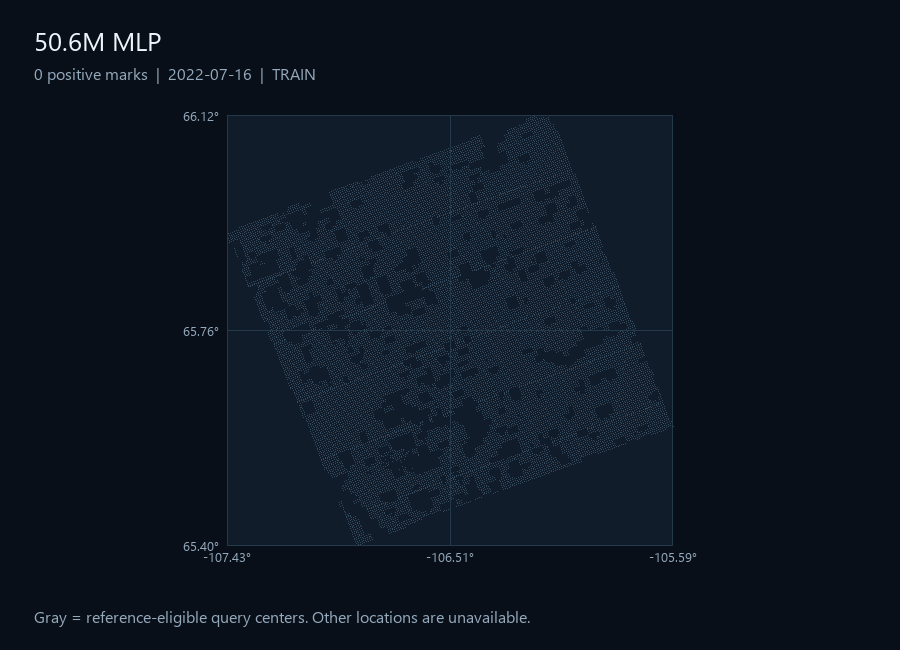 50.6M MLP
0 positive marks | 2022-07-16 | TRAIN
66.12°
65.76°
65.40°
-107.43°
-106.51°
-105.59°
Gray = reference-eligible query centers. Other locations are unavailable.